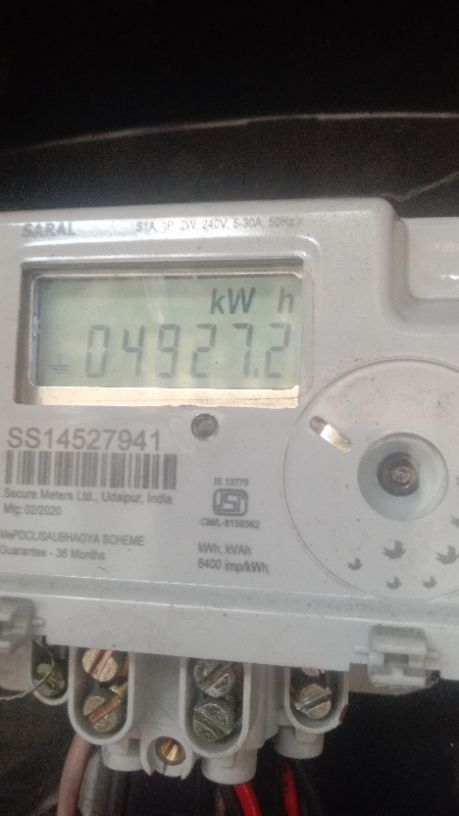 SARAL
S1A, 1P, 2W, 240V, 5-30A, 50Hz
kW h
04927.2
SS14527941
Secure Meters Ltd., Udaipur, India
Mfg: 02/2020
MePDCL/SAUBHAGYA SCHEME
Guarantee - 36 Months
IS 13779
CM/L-8150362
kWh, kVAh
6400 imp/kWh